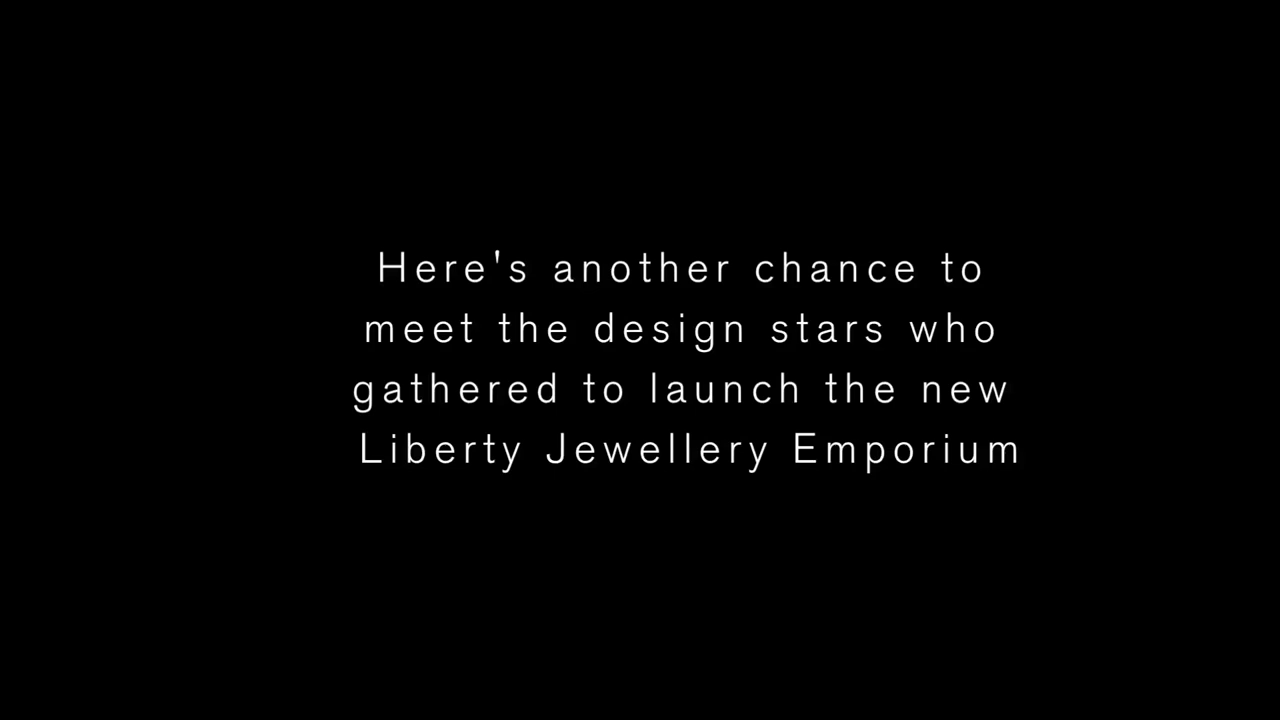 Here's another chance to
meet the design stars who
gathered to launch the new
Liberty Jewellery Emporium